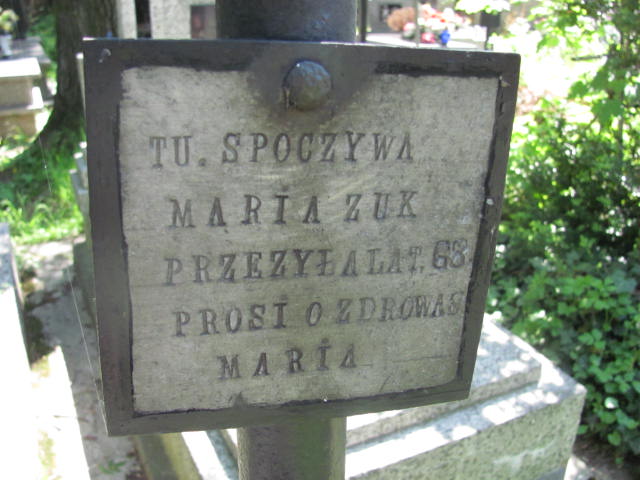 TU. SPOCZYWA
MARIA ZUK
PRZEZYŁA LAT. 68
PROSI O ZDROWAS
MARIA